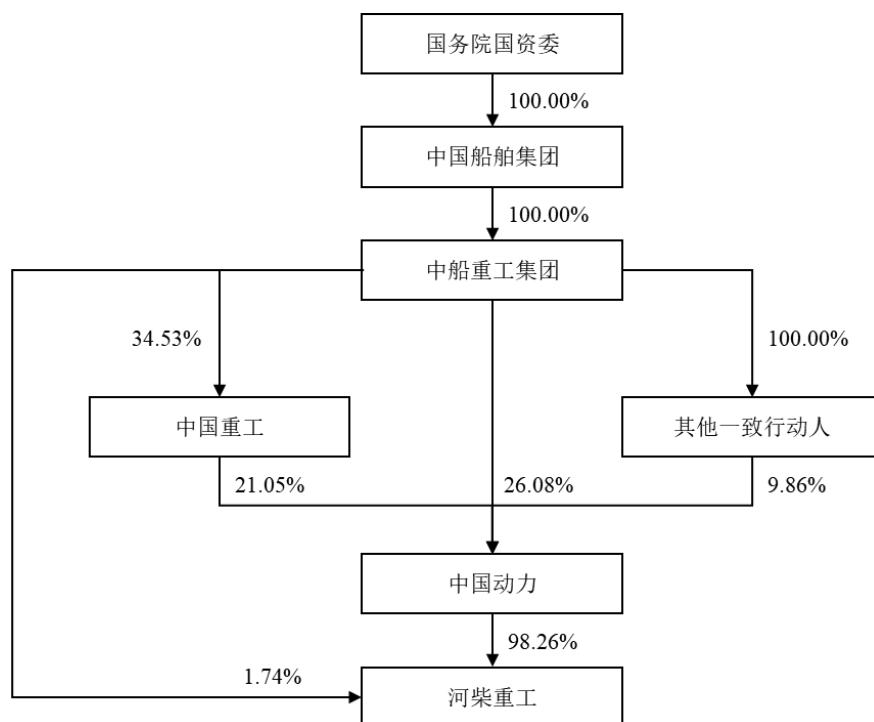 国务院国资委
100.00%
中国船舶集团
100.00%
中船重工集团
34.53%
100.00%
中国重工
其他一致行动人
21.05%
26.08%
9.86%
中国动力
98.26%
1.74%
河柴重工